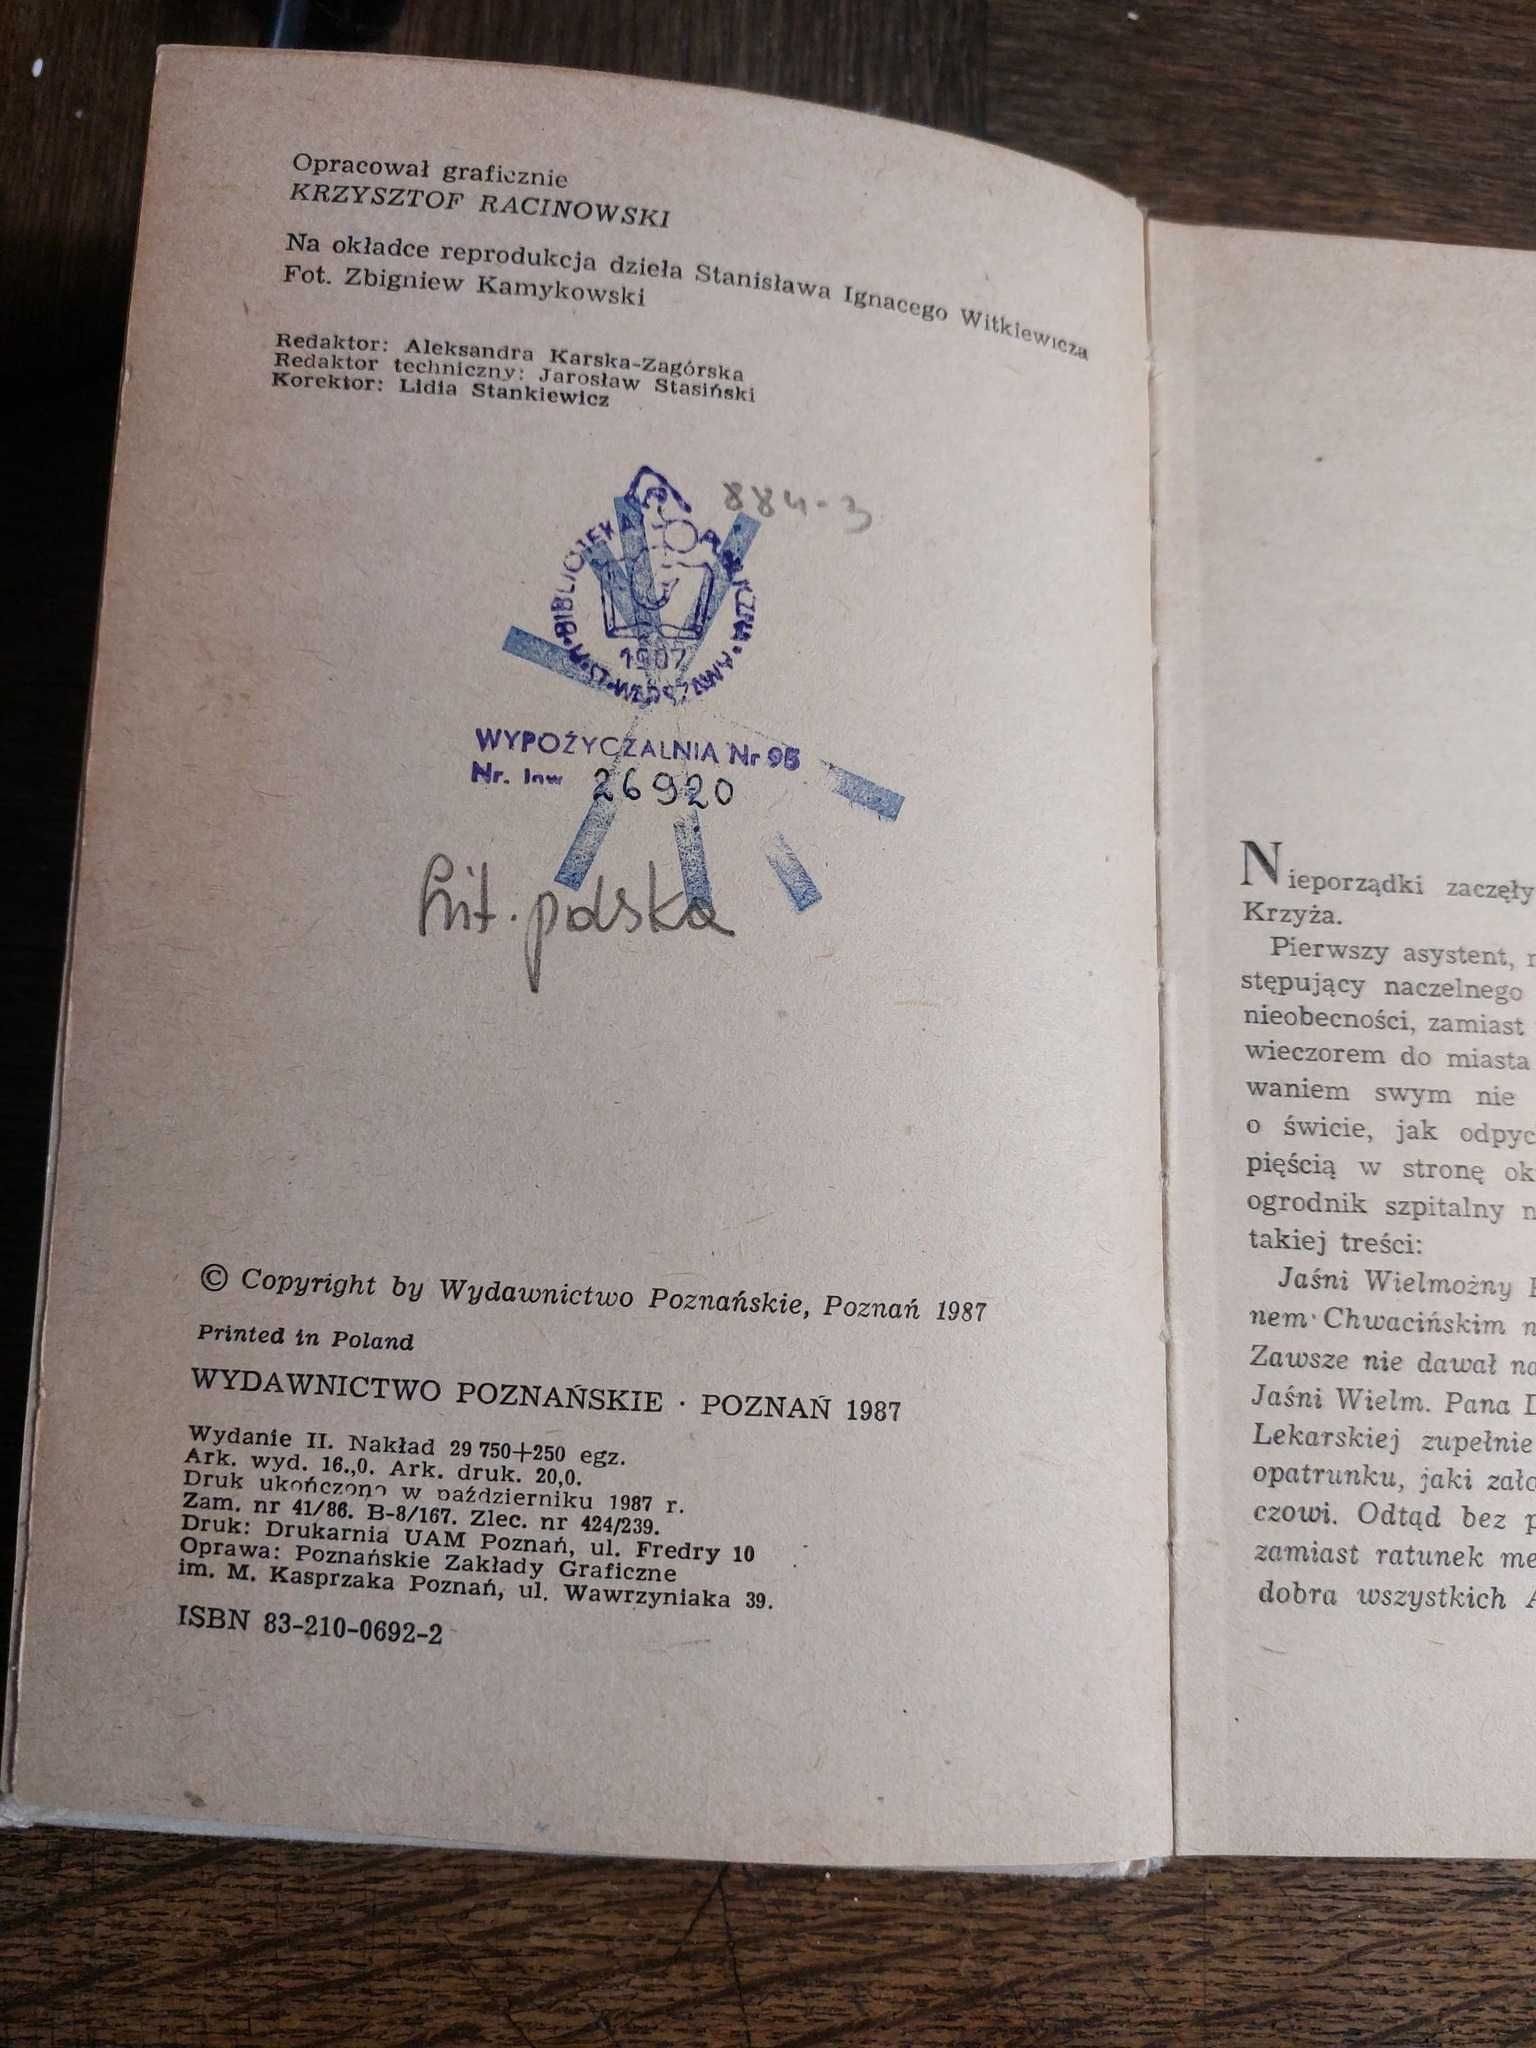 Opracował graficznie
KRZYSZTOF RACINOWSKI
Na okładce reprodukcja dzieła Stanisława Ignacego Witkiewicza
Fot. Zbigniew Kamykowski
Redaktor: Aleksandra Karska-Zagórska
Redaktor techniczny: Jarosław Stasiński
Korektor: Lidia Stankiewicz
884-3
1907
WYPOŻYCZALNIA Nr 95
Nr. Inw 26920
Lit. polska
© Copyright by Wydawnictwo Poznańskie, Poznań 1987
Printed in Poland
WYDAWNICTWO POZNAŃSKIE · POZNAŃ 1987
Wydanie II. Nakład 29 750+250 egz.
Ark. wyd. 16.,0. Ark. druk. 20,0.
Druk ukończono w październiku 1987 r.
Zam. nr 41/86. B-8/167. Zlec. nr 424/239.
Druk: Drukarnia UAM Poznań, ul. Fredry 10
Oprawa: Poznańskie Zakłady Graficzne
im. M. Kasprzaka Poznań, ul. Wawrzyniaka 39.
ISBN 83-210-0692-2
Nieporządki zaczęły
Krzyża.
Pierwszy asystent,
stępujący naczelnego
nieobecności, zamiast
wieczorem do miasta
waniem swym nie
o świcie, jak odpyc
pięścią w stronę ok
ogrodnik szpitalny n
takiej treści:
Jaśni Wielmożny
nem Chwacińskim n
Zawsze nie dawał na
Jaśni Wielm. Pana
Lekarskiej zupełnie
opatrunku, jaki zało
czowi. Odtąd bez p
zamiast ratunek me
dobra wszystkich